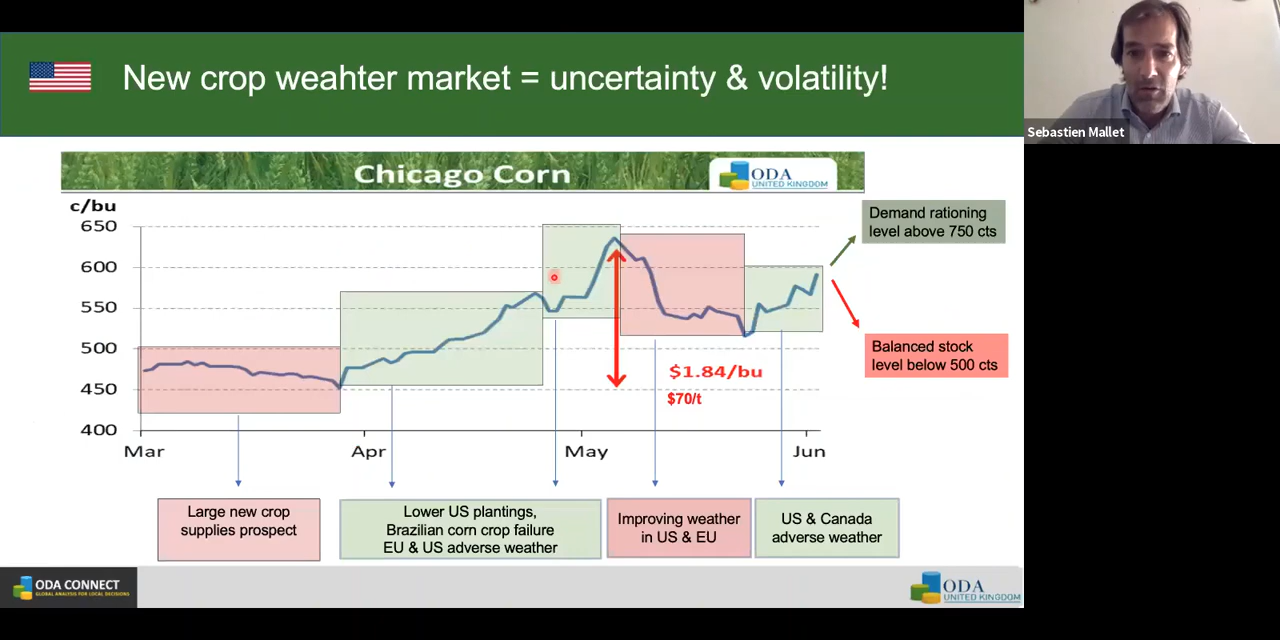 New crop weahter market = uncertainty & volatility!
Sebastien Mallet
Chicago Corn
ODA
UNITED KINGDOM
c/bu
650
600
550
500
450
400
Mar
Apr
May
Jun
$1.84/bu
$70/t
Demand rationing
level above 750 cts
Balanced stock
level below 500 cts
Large new crop
supplies prospect
Lower US plantings,
Brazilian corn crop failure
EU & US adverse weather
Improving weather
in US & EU
US & Canada
adverse weather
ODA CONNECT
GLOBAL ANALYSIS FOR LOCAL DECISIONS
ODA
UNITED KINGDOM